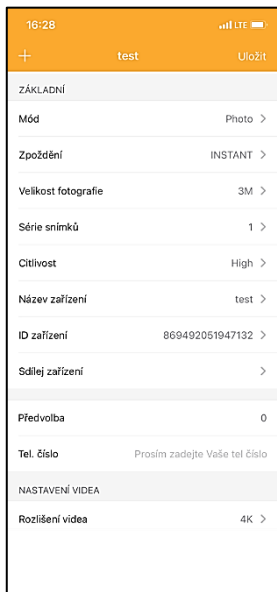 16:28 LTE
+ test Uložit
ZÁKLADNÍ
Mód Photo >
Zpoždění INSTANT >
Velikost fotografie 3M >
Série snímků 1 >
Citlivost High >
Název zařízení test >
ID zařízení 869492051947132 >
Sdílej zařízení >
Předvolba 0
Tel. číslo Prosím zadejte Vaše tel číslo
NASTAVENÍ VIDEA
Rozlišení videa 4K >